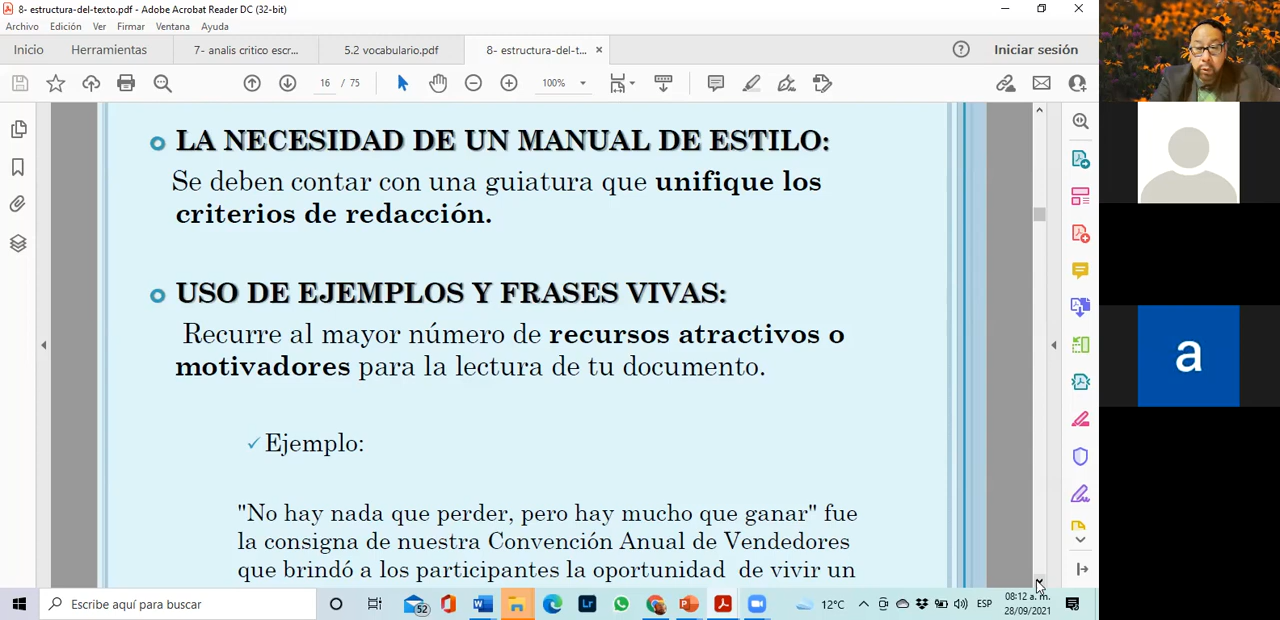 8- estructura-del-texto.pdf - Adobe Acrobat Reader DC (32-bit)
Archivo Edición Ver Firmar Ventana Ayuda
Inicio Herramientas 7- analis critico escr... 5.2 vocabulario.pdf 8- estructura-del-t... × Iniciar sesión
16 / 75 100%
LA NECESIDAD DE UN MANUAL DE ESTILO:
Se deben contar con una guiatura que unifique los
criterios de redacción.
USO DE EJEMPLOS Y FRASES VIVAS:
Recurre al mayor número de recursos atractivos o
motivadores para la lectura de tu documento.
✓ Ejemplo:
"No hay nada que perder, pero hay mucho que ganar" fue
la consigna de nuestra Convención Anual de Vendedores
que brindó a los participantes la oportunidad de vivir un
a
Escribe aquí para buscar
52
12°C
ESP
08:12 a. m.
28/09/2021